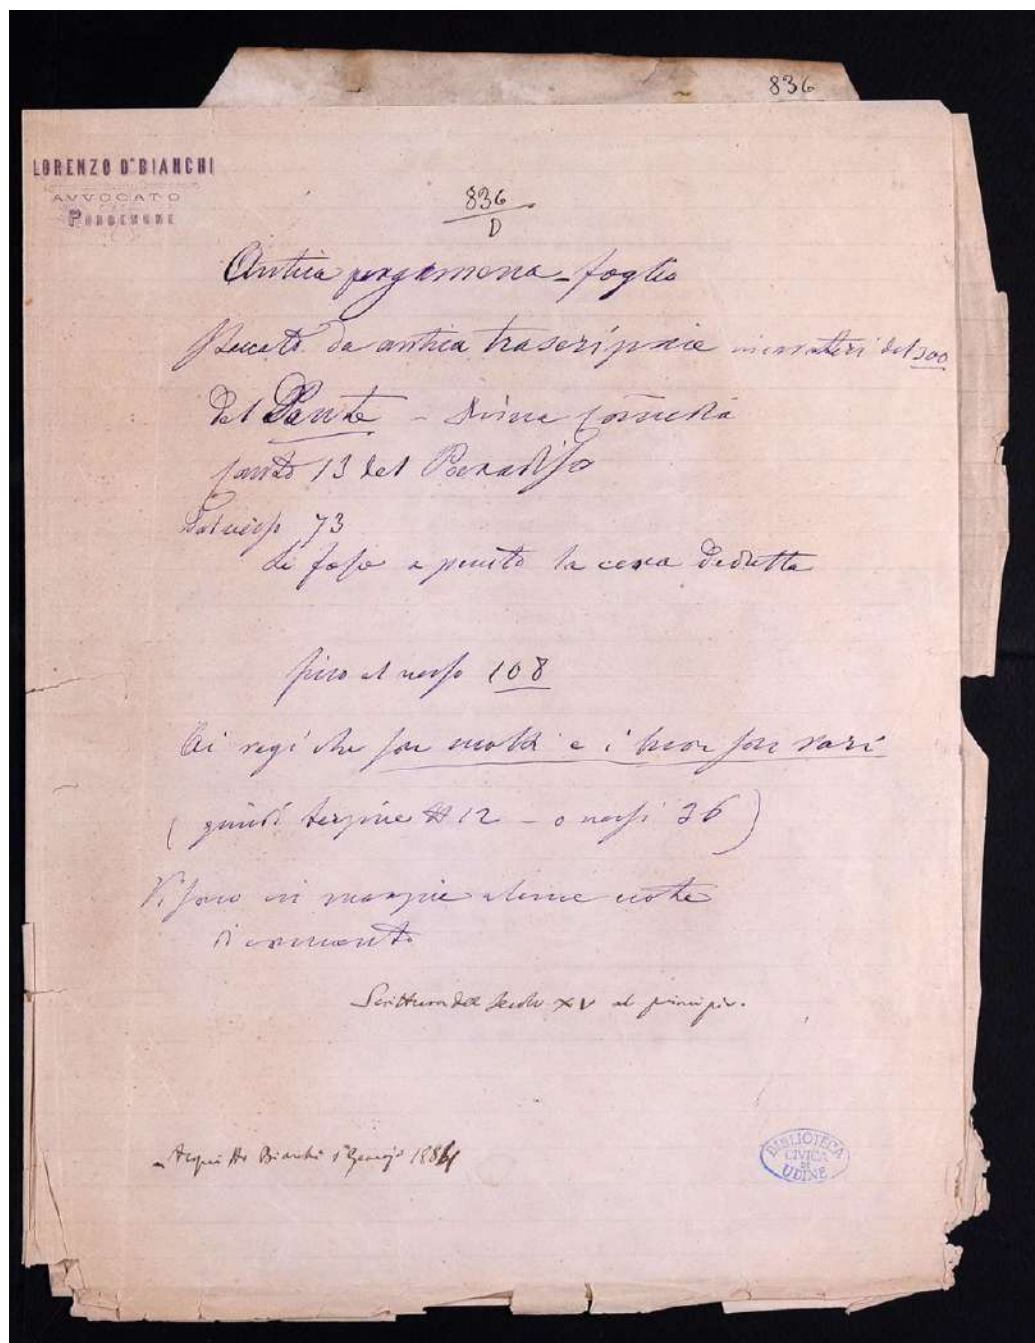 836
LORENZO D.r BIANCHI
AVVOCATO
PORDENONE
836
D
Antica pergamena - foglio
staccato da antica trascrizione in caratteri del 300
del Dante - Divina Commedia
Canto 13 del Paradiso
Dal verso 73
Se fosse a punto la cera dedutta
fino al verso 108
Ai regi che son molti e i buon son rari
(quindi terzine 12 - o versi 36)
Vi sono in margine alcune note
di commento
Scrittura del secolo XV al principio.
Acquisto Bianchi 1884
BIBLIOTECA
CIVICA
DI
UDINE